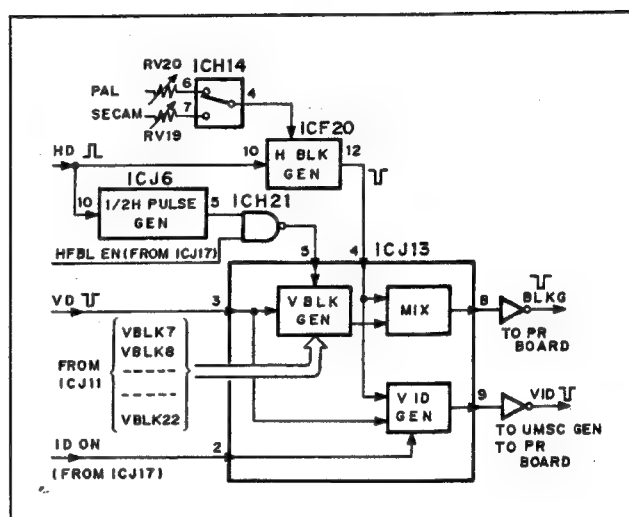 RV20
ICH14
PAL
6
4
SECAM
7
RV19
ICF20
HD
10
H BLK
GEN
12
ICJ6
10
1/2H PULSE
GEN
5
ICH21
HFBL EN (FROM ICJ17)
5
4
ICJ13
VD
3
V BLK
GEN
MIX
8
BLKG
TO PR
BOARD
FROM
ICJ11
VBLK7
VBLK8
-----
-----
VBLK22
V ID
GEN
9
VID
TO UMSC GEN
TO PR
BOARD
ID ON
2
(FROM ICJ17)